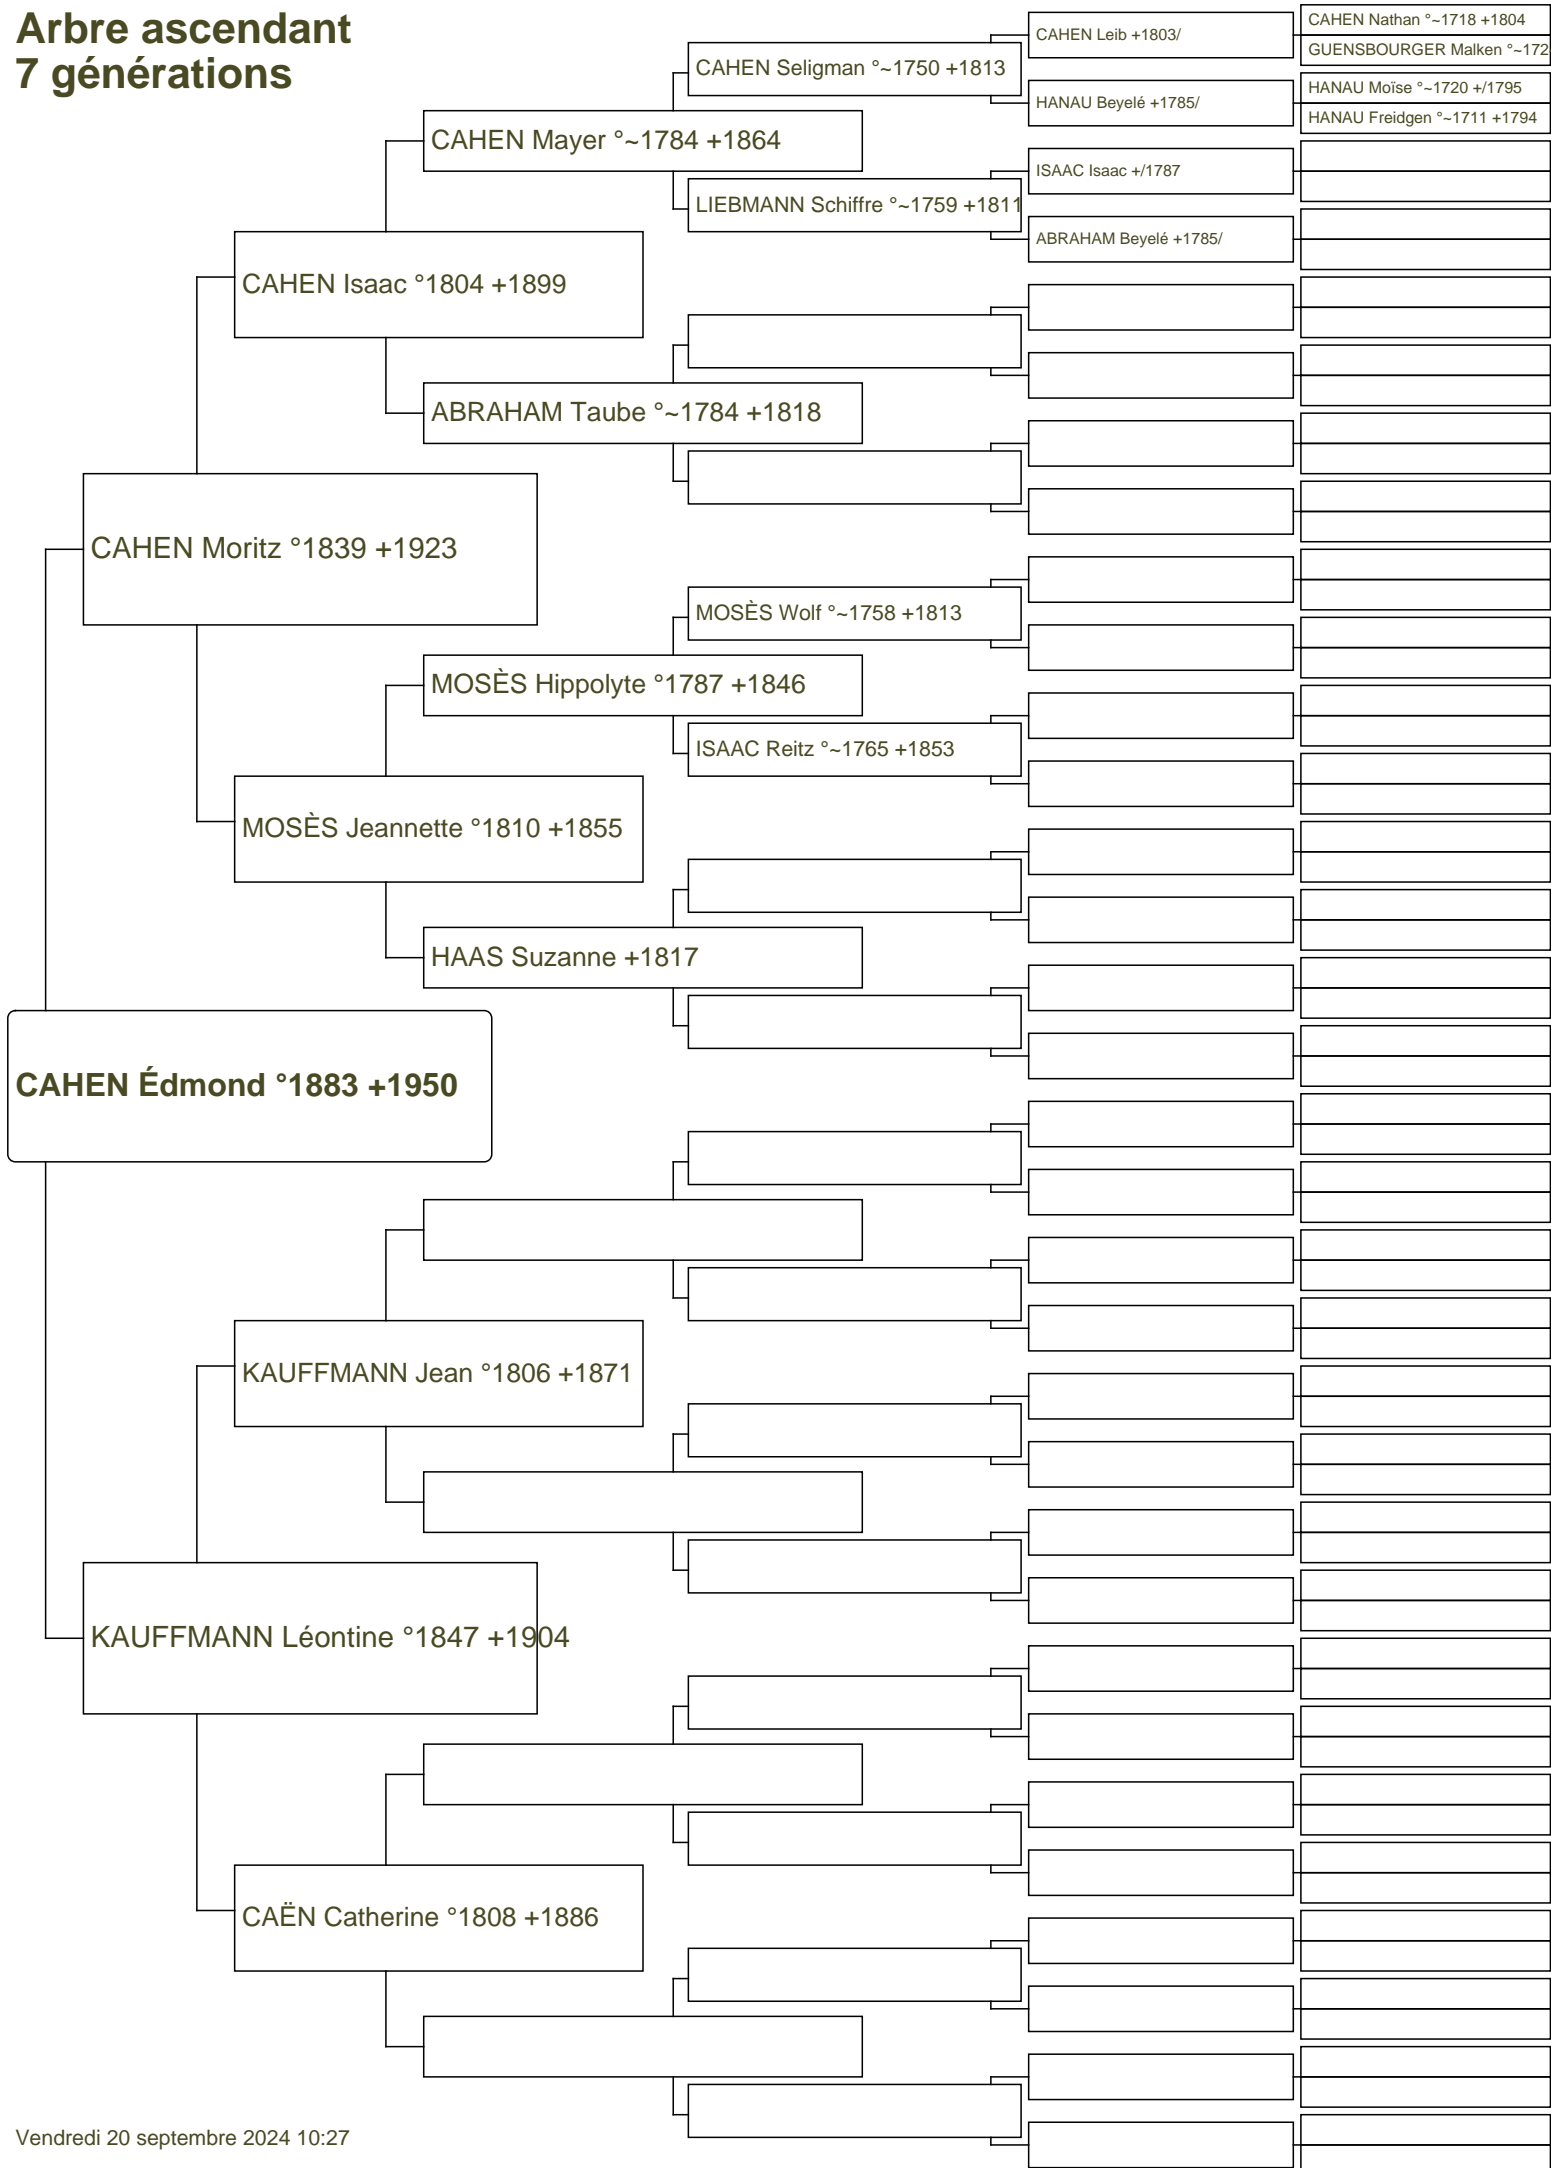 Arbre ascendant
7 générations
CAHEN Nathan °~1718 +1804
CAHEN Leib +1803/
GUENSBOURGER Malken °~172
CAHEN Seligman °~1750 +1813
HANAU Moïse °~1720 +/1795
HANAU Beyelé +1785/
HANAU Freidgen °~1711 +1794
CAHEN Mayer °~1784 +1864
ISAAC Isaac +/1787
LIEBMANN Schiffre °~1759 +1811
ABRAHAM Beyelé +1785/
CAHEN Isaac °1804 +1899
ABRAHAM Taube °~1784 +1818
CAHEN Moritz °1839 +1923
MOSÈS Wolf °~1758 +1813
MOSÈS Hippolyte °1787 +1846
ISAAC Reitz °~1765 +1853
MOSÈS Jeannette °1810 +1855
HAAS Suzanne +1817
CAHEN Édmond °1883 +1950
KAUFFMANN Jean °1806 +1871
KAUFFMANN Léontine °1847 +1904
CAËN Catherine °1808 +1886
Vendredi 20 septembre 2024 10:27